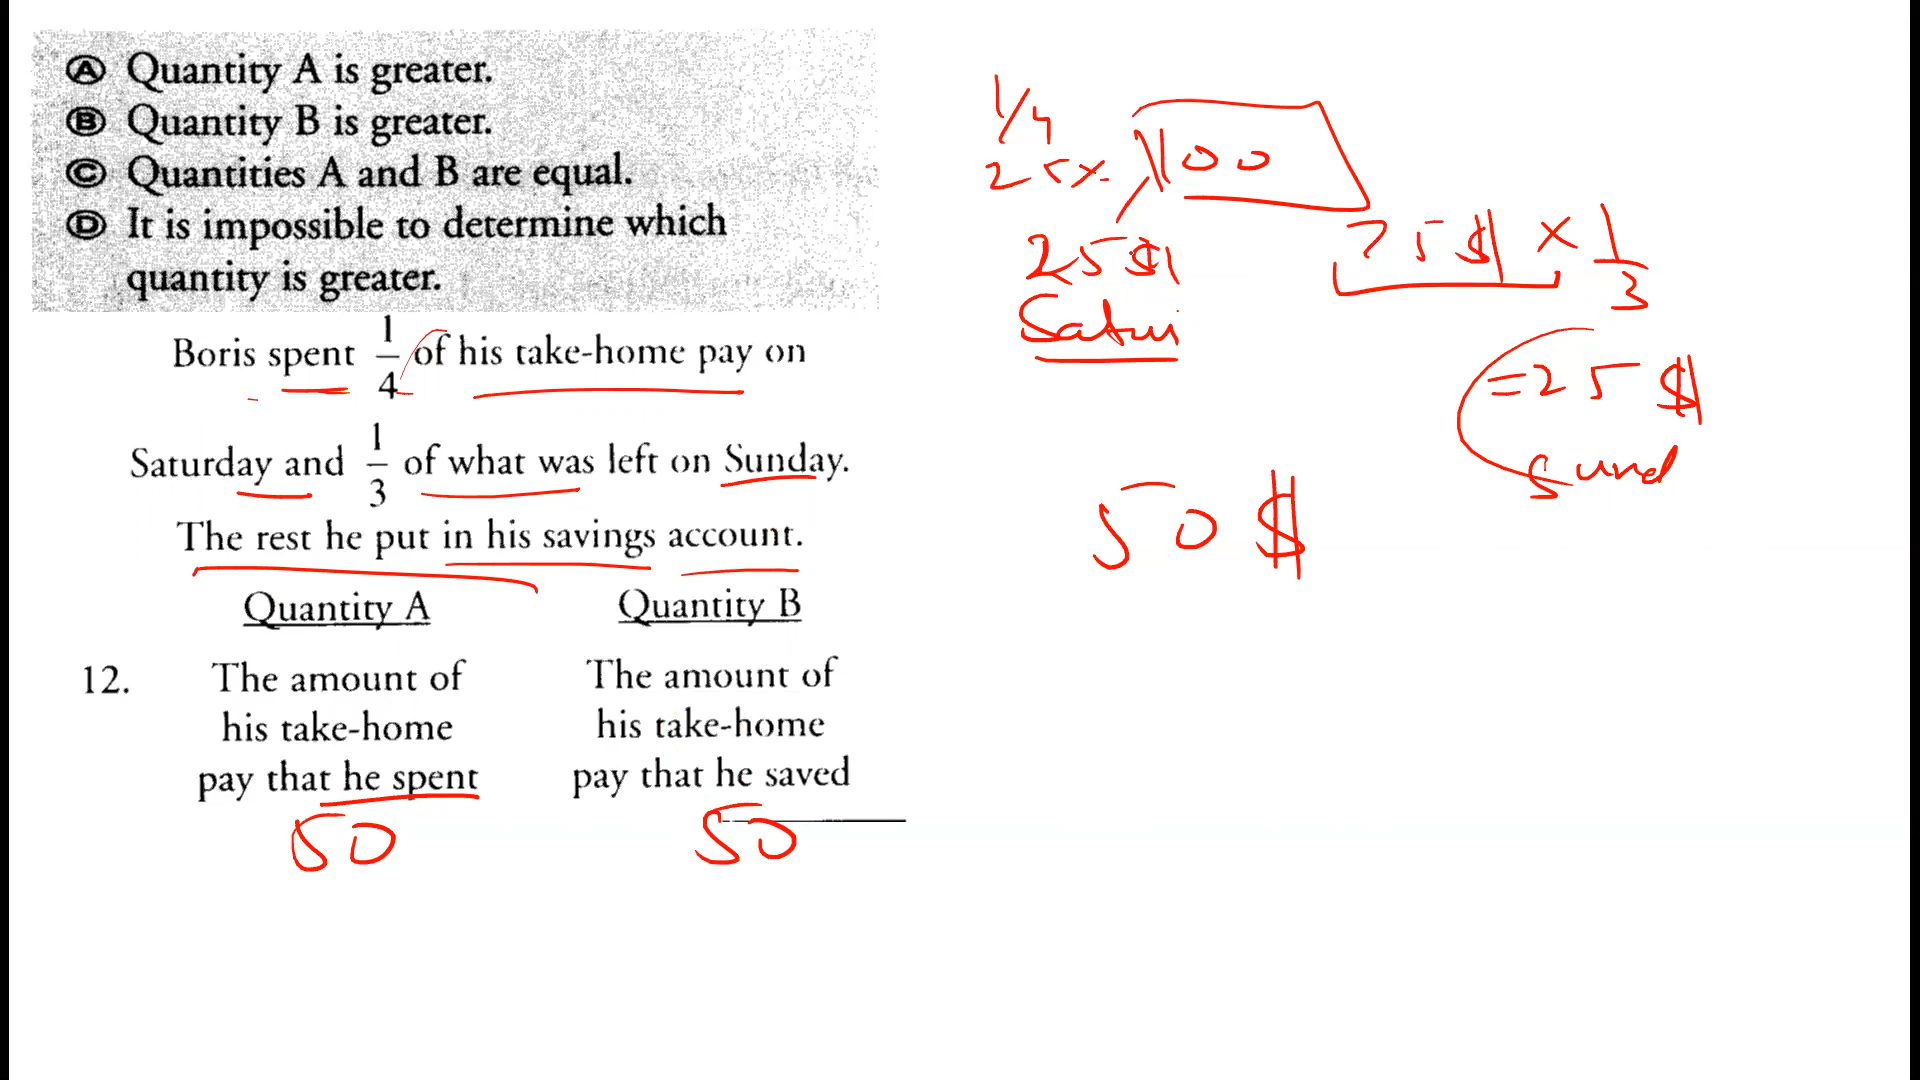 Ⓐ Quantity A is greater.
Ⓑ Quantity B is greater.
Ⓒ Quantities A and B are equal.
Ⓓ It is impossible to determine which
quantity is greater.
Boris spent 1/4 of his take-home pay on
Saturday and 1/3 of what was left on Sunday.
The rest he put in his savings account.
Quantity A Quantity B
12. The amount of his take-home pay that he spent
The amount of his take-home pay that he saved
50 50
1/4
25%
100
25$
Satur
75$ × 1/3
=25$
Sund
50$